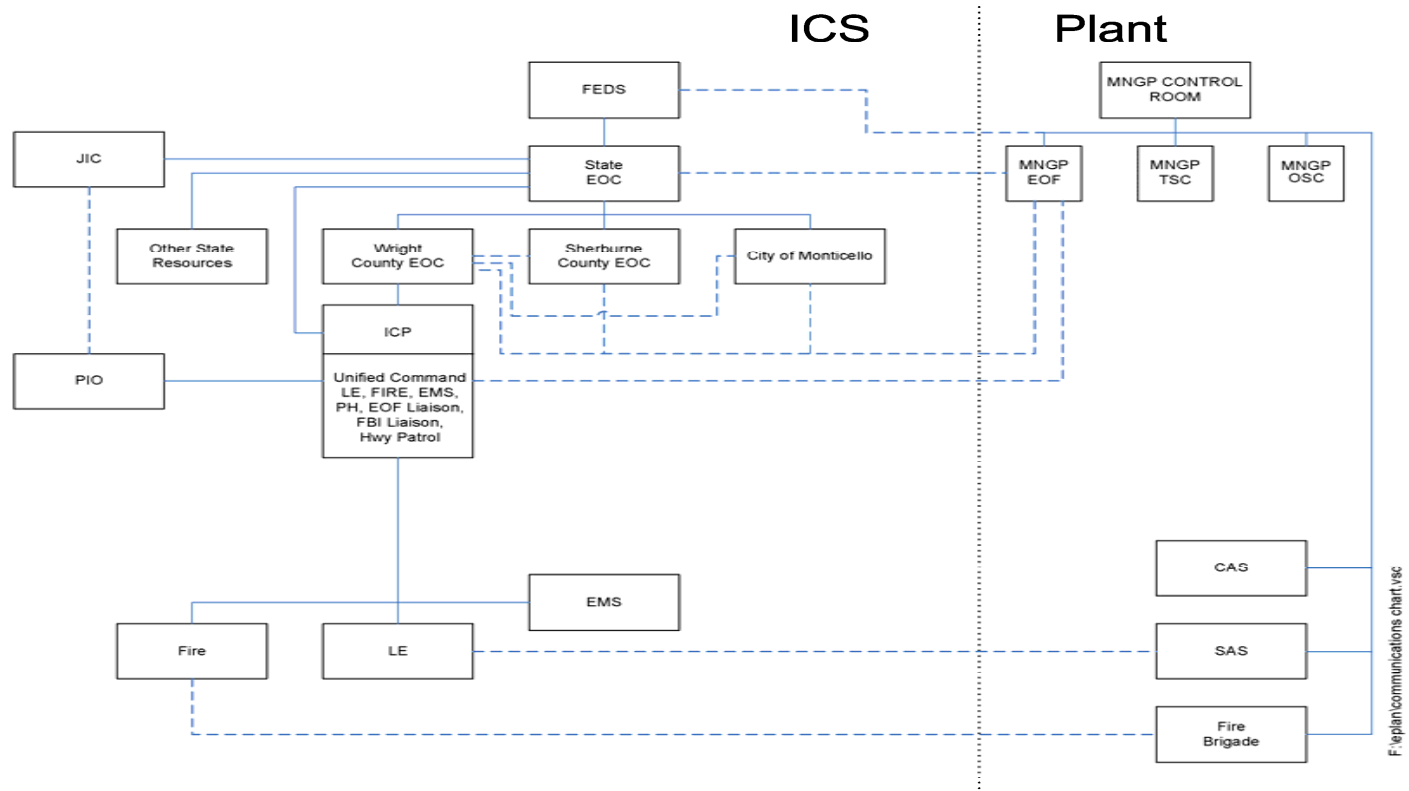 ICS
Plant
FEDS
MNGP CONTROL
ROOM
JIC
State
EOC
MNGP
EOF
MNGP
TSC
MNGP
OSC
Other State
Resources
Wright
County EOC
Sherburne
County EOC
City of Monticello
ICP
PIO
Unified Command
LE, FIRE, EMS,
PH, EOF Liaison,
FBI Liaison,
Hwy Patrol
CAS
EMS
Fire
LE
SAS
Fire
Brigade
F:\eplan\communications chart.vsc